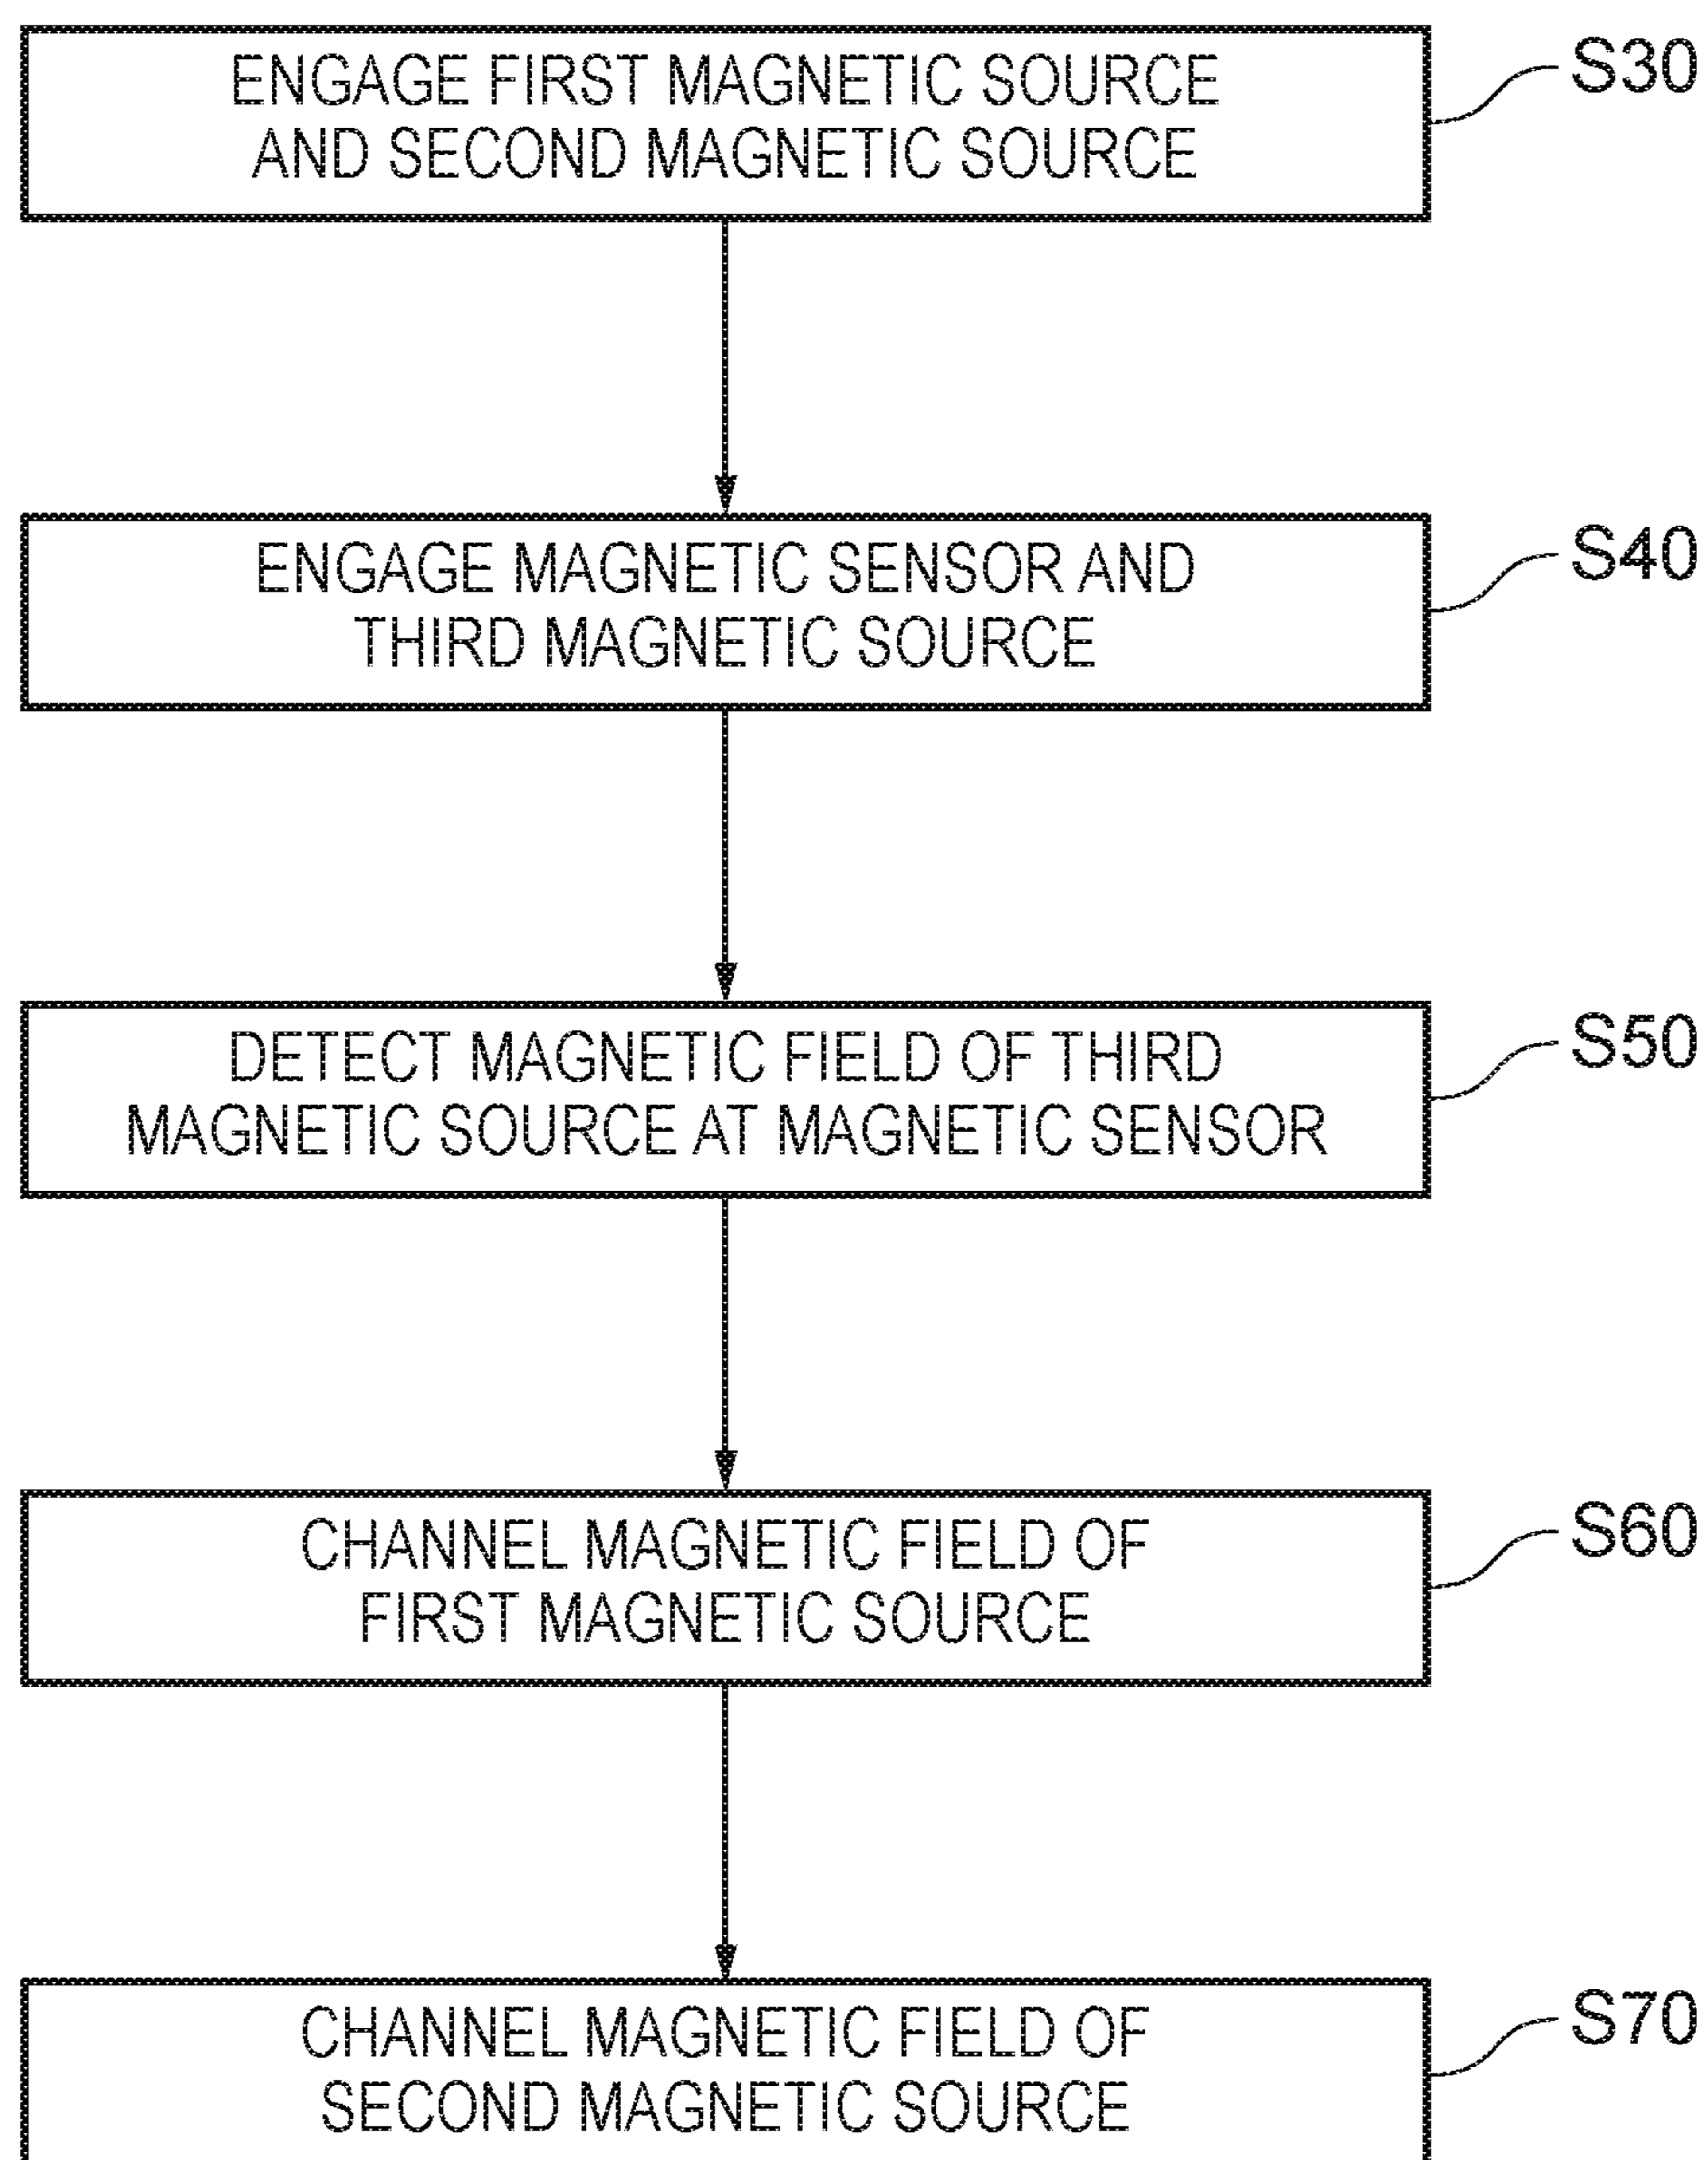 ENGAGE FIRST MAGNETIC SOURCE
AND SECOND MAGNETIC SOURCE
S30
ENGAGE MAGNETIC SENSOR AND
THIRD MAGNETIC SOURCE
S40
DETECT MAGNETIC FIELD OF THIRD
MAGNETIC SOURCE AT MAGNETIC SENSOR
S50
CHANNEL MAGNETIC FIELD OF
FIRST MAGNETIC SOURCE
S60
CHANNEL MAGNETIC FIELD OF
SECOND MAGNETIC SOURCE
S70